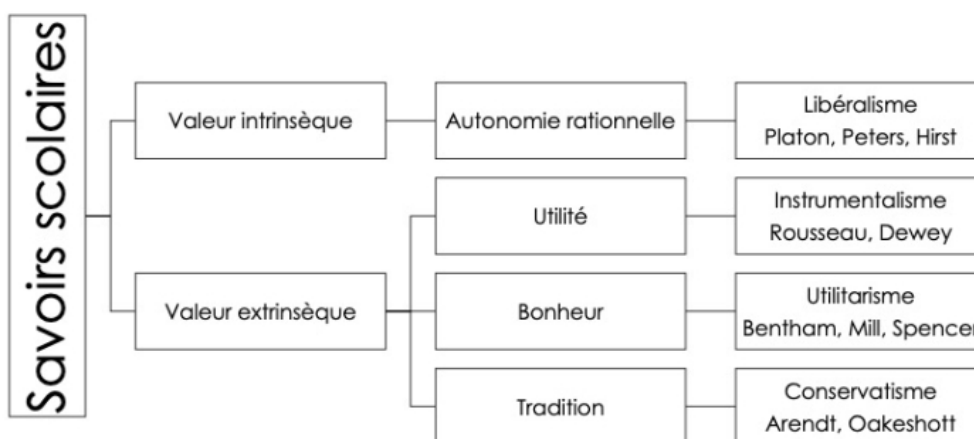 Savoirs scolaires
Valeur intrinsèque
Autonomie rationnelle
Libéralisme
Platon, Peters, Hirst
Valeur extrinsèque
Utilité
Instrumentalisme
Rousseau, Dewey
Bonheur
Utilitarisme
Bentham, Mill, Spencer
Tradition
Conservatisme
Arendt, Oakeshott